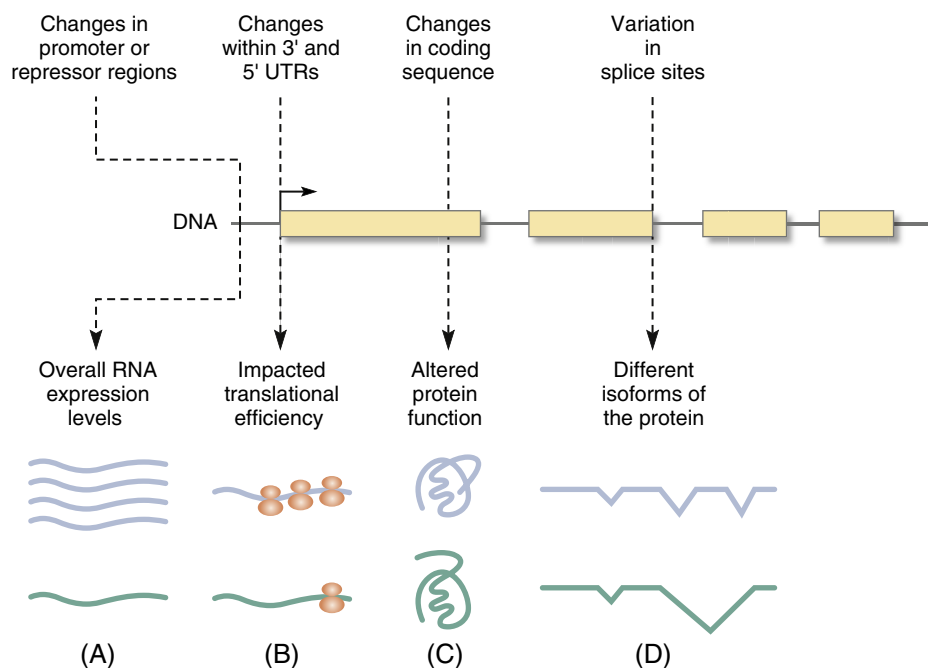 Changes in
promoter or
repressor regions
Changes
within 3' and
5' UTRs
Changes
in coding
sequence
Variation
in
splice sites
DNA
Overall RNA
expression
levels
Impacted
translational
efficiency
Altered
protein
function
Different
isoforms of
the protein
(A)
(B)
(C)
(D)